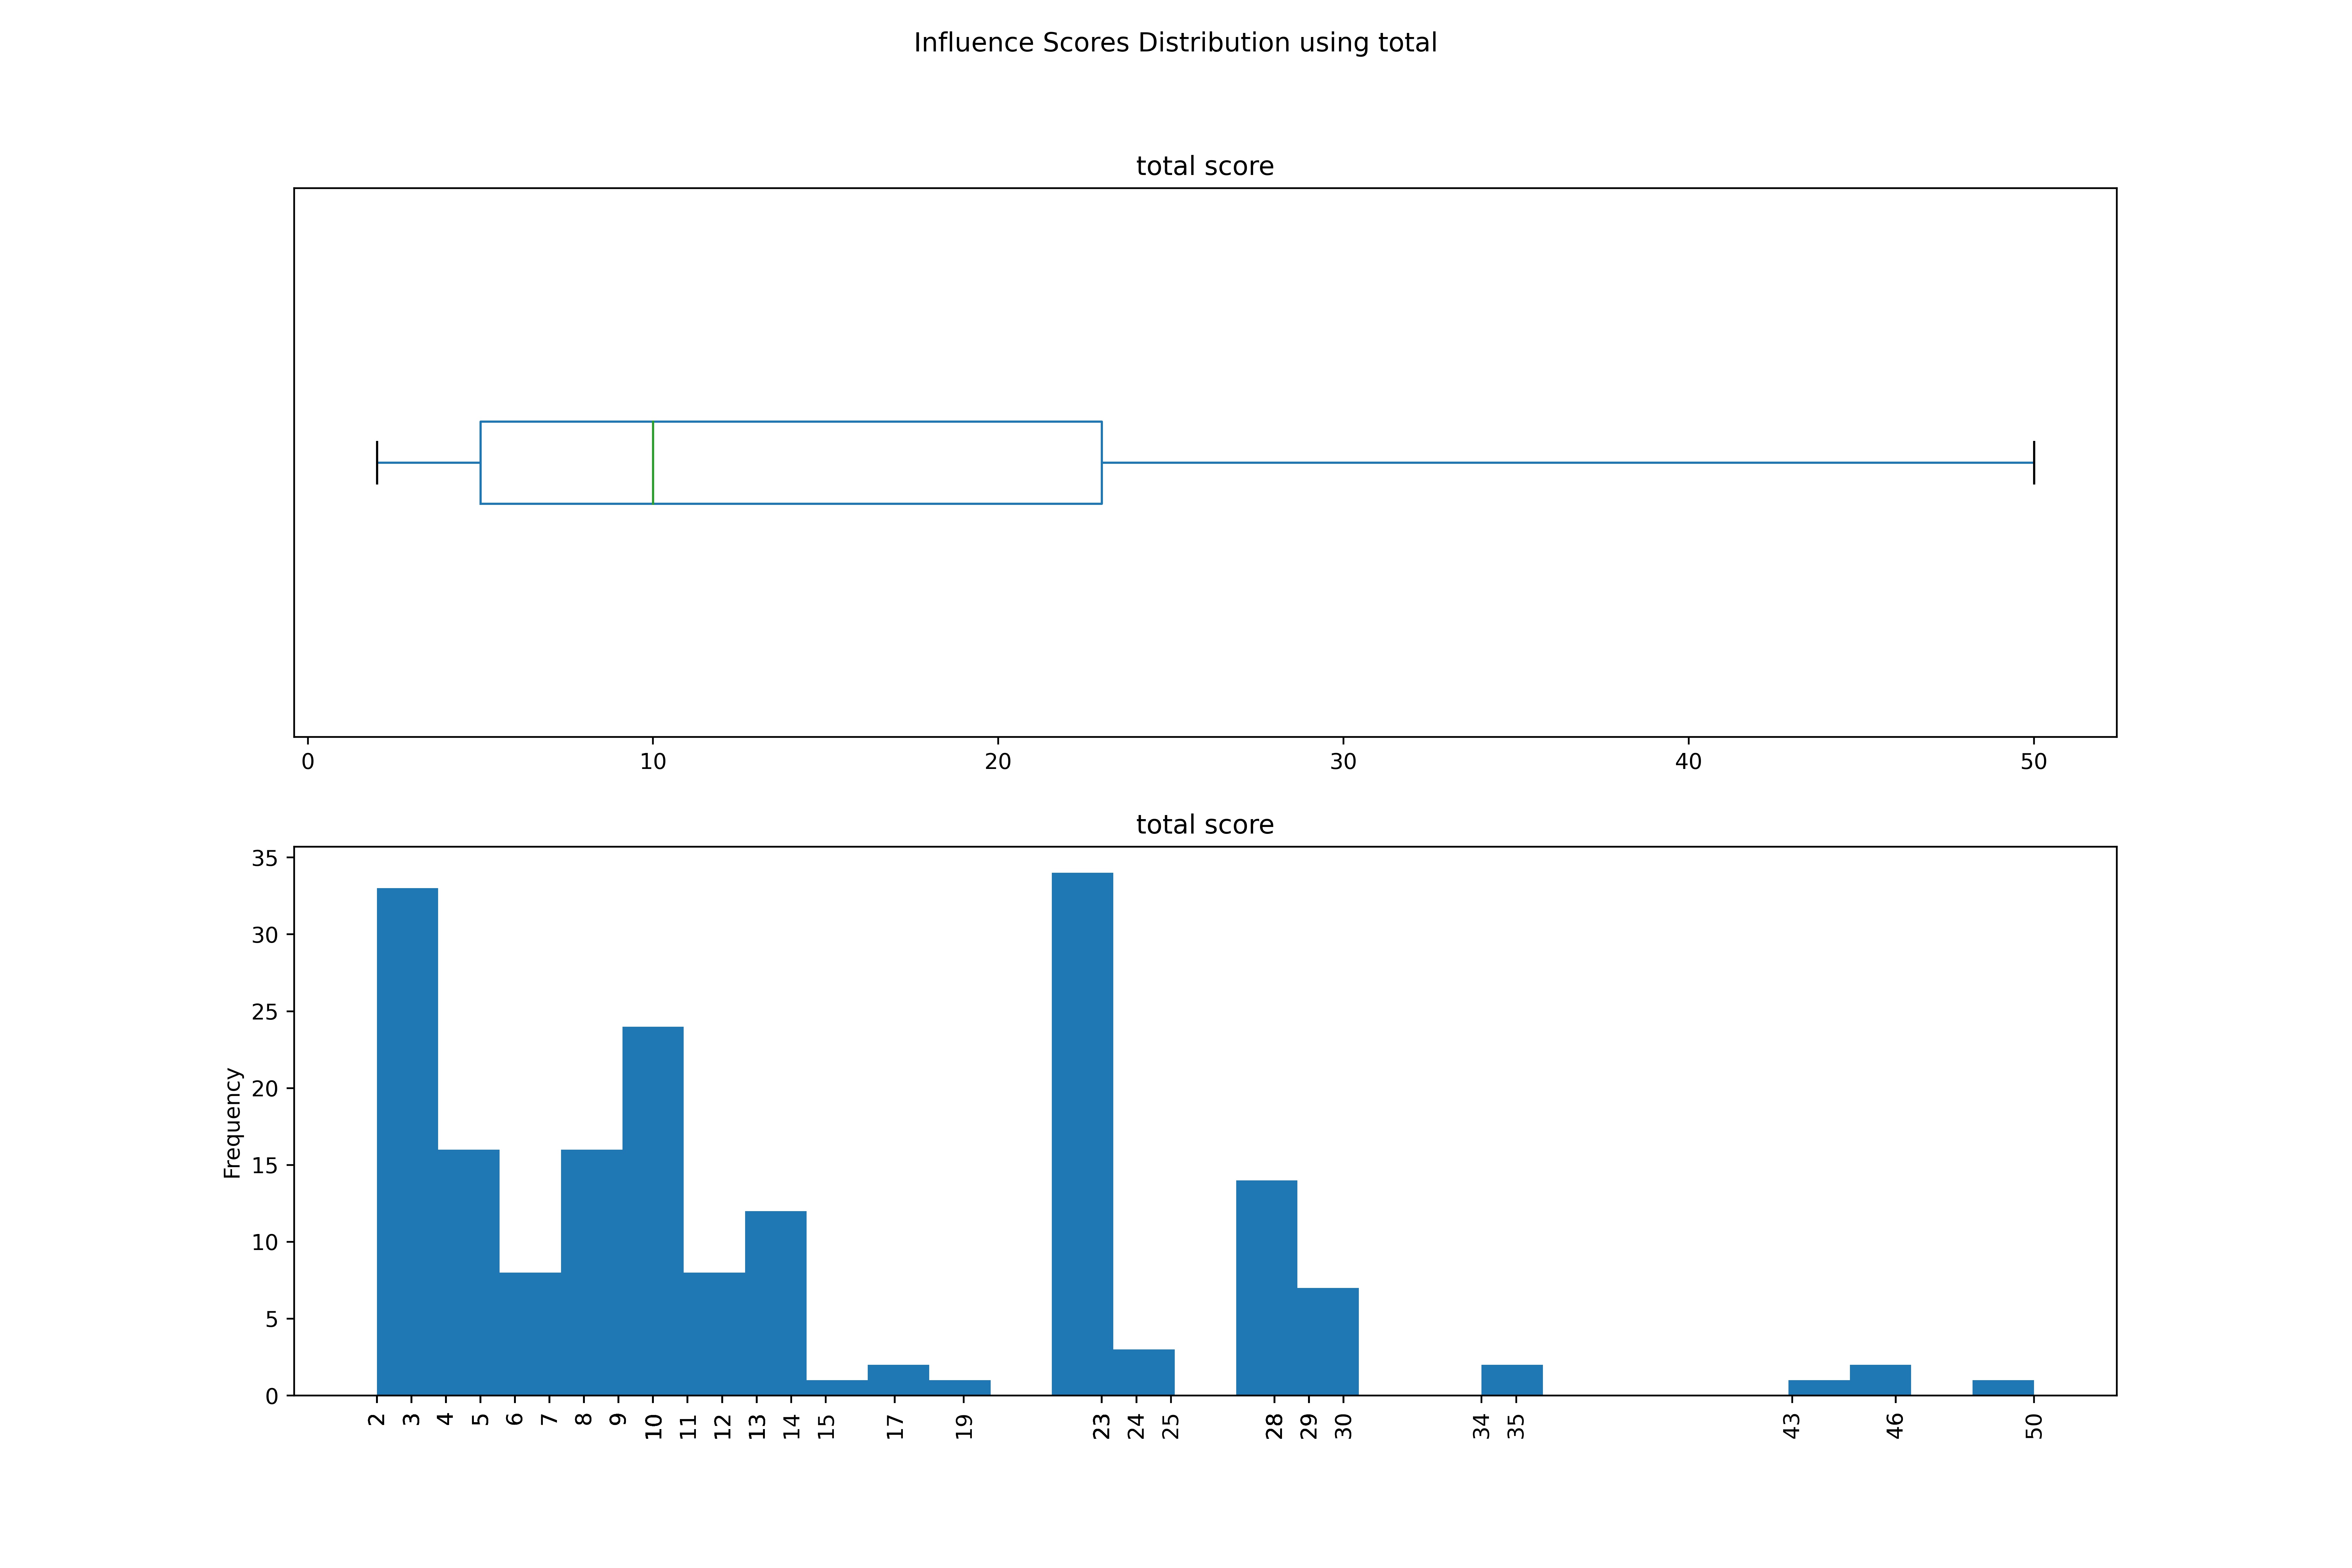 Influence Scores Distribution using total
total score
0 10 20 30 40 50
total score
35
30
25
20
15
10
5
0
Frequency
2 3 4 5 6 7 8 9 10 11 12 13 14 15 17 19 23 24 25 28 29 30 34 35 43 46 50